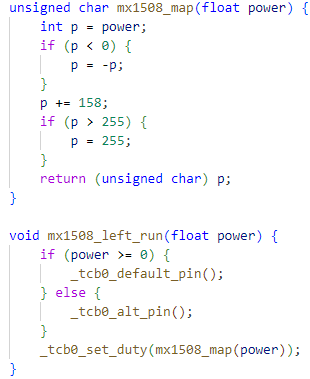 unsigned char mx1508_map(float power) {
    int p = power;
    if (p < 0) {
        p = -p;
    }
    p += 158;
    if (p > 255) {
        p = 255;
    }
    return (unsigned char) p;
}

void mx1508_left_run(float power) {
    if (power >= 0) {
        _tcb0_default_pin();
    } else {
        _tcb0_alt_pin();
    }
    _tcb0_set_duty(mx1508_map(power));
}